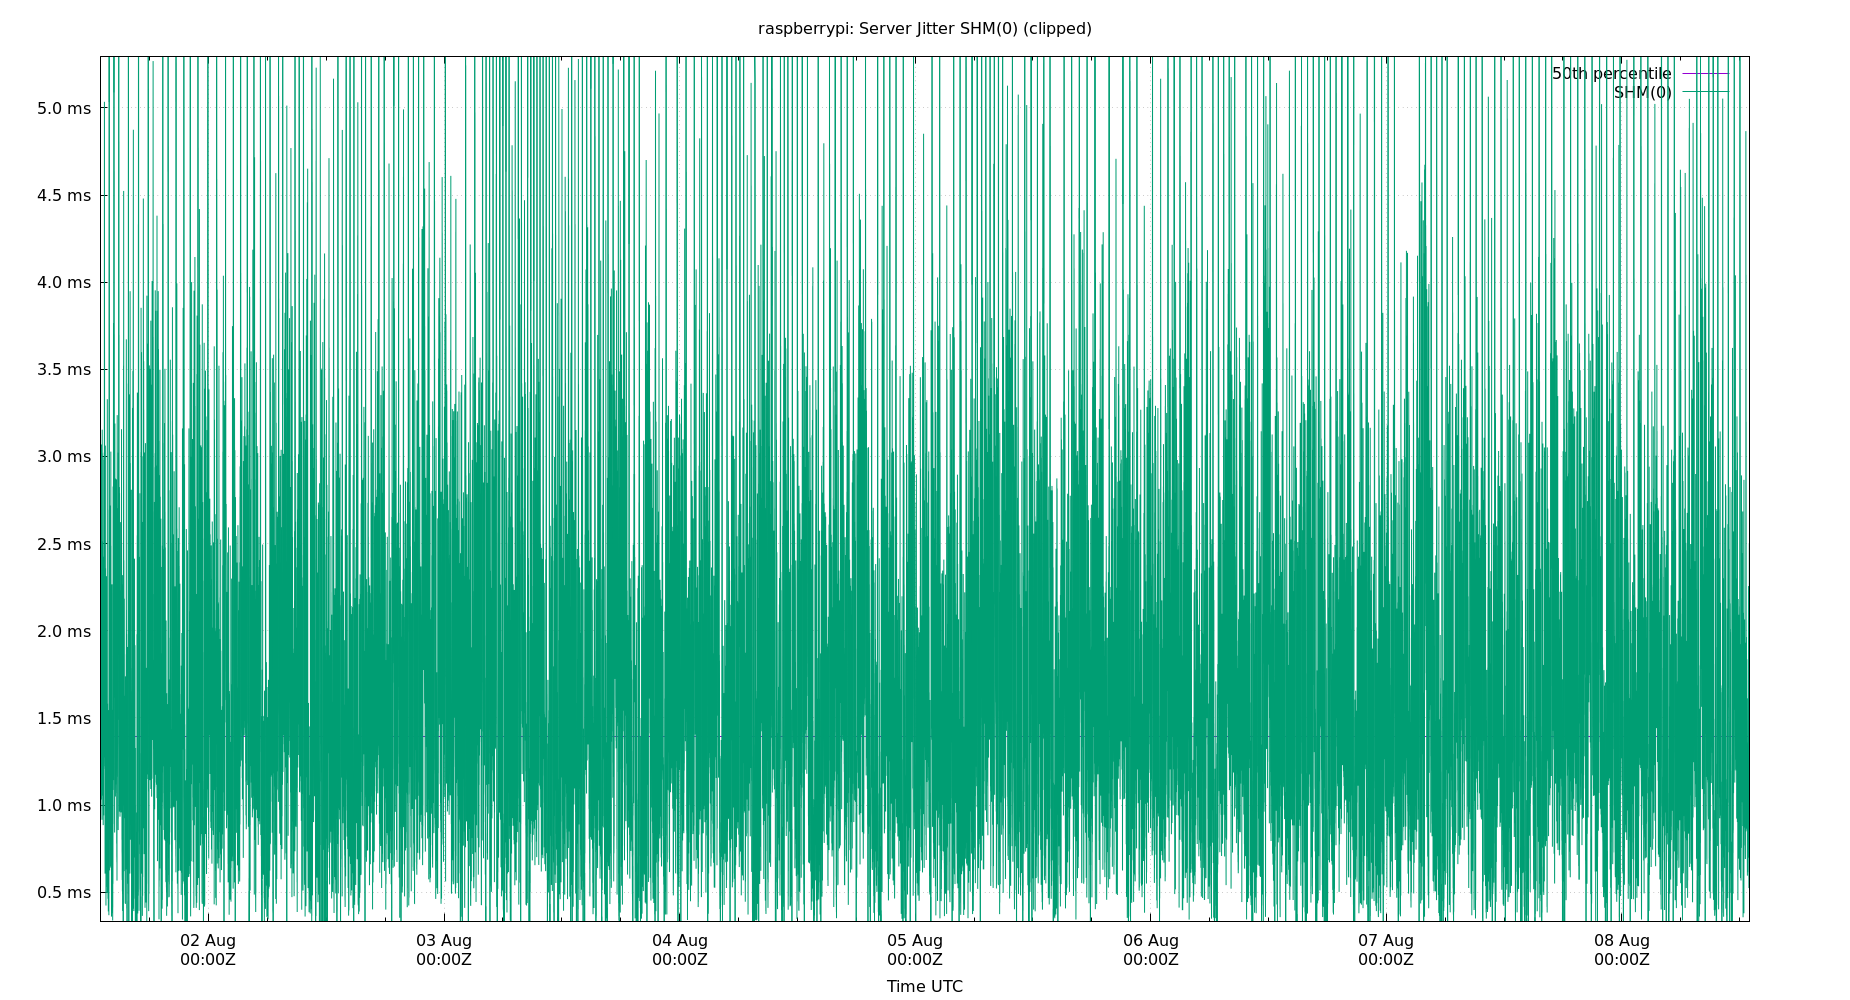 raspberrypi: Server Jitter SHM(0) (clipped)
50th percentile
SHM(0)
5.0 ms
4.5 ms
4.0 ms
3.5 ms
3.0 ms
2.5 ms
2.0 ms
1.5 ms
1.0 ms
0.5 ms
02 Aug 03 Aug 04 Aug 05 Aug 06 Aug 07 Aug 08 Aug
00:00Z 00:00Z 00:00Z 00:00Z 00:00Z 00:00Z 00:00Z
Time UTC